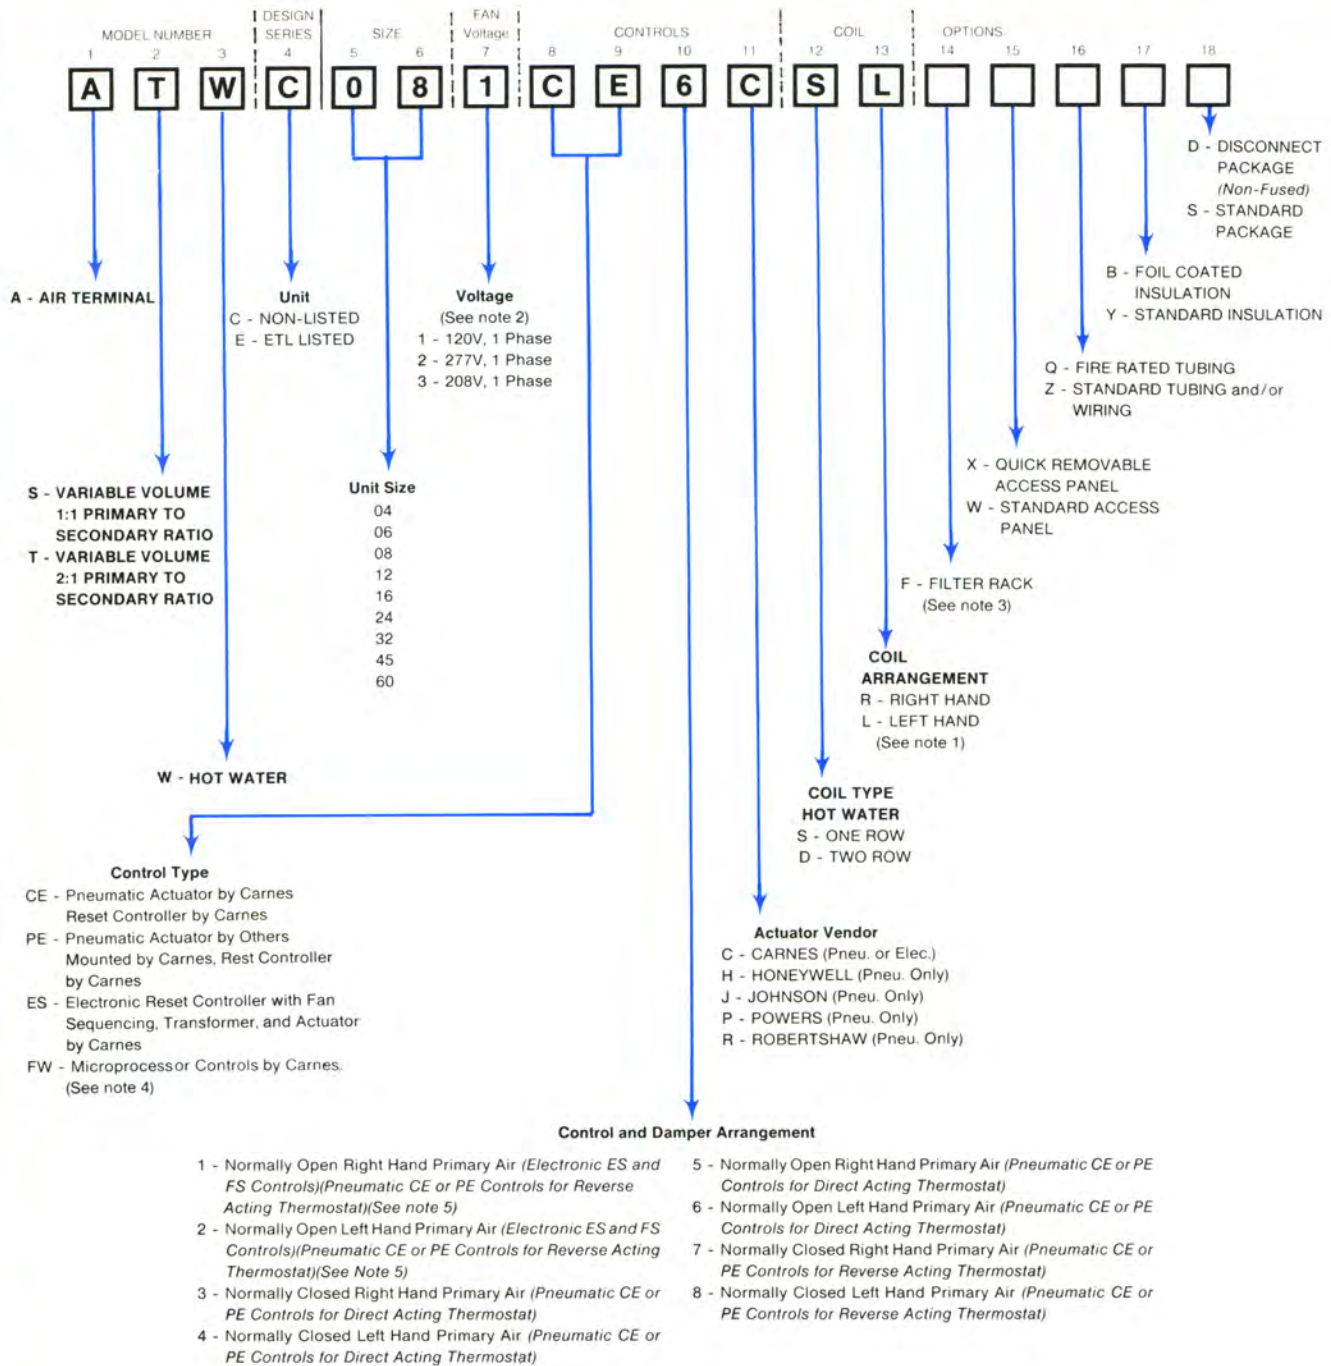 DESIGN FAN
MODEL NUMBER SERIES SIZE Voltage CONTROLS COIL OPTIONS
1 2 3 4 5 6 7 8 9 10 11 12 13 14 15 16 17 18
A T W C 0 8 1 C E 6 C S L
D - DISCONNECT
PACKAGE
(Non-Fused)
S - STANDARD
PACKAGE
B - FOIL COATED
INSULATION
Y - STANDARD INSULATION
Q - FIRE RATED TUBING
Z - STANDARD TUBING and/or
WIRING
X - QUICK REMOVABLE
ACCESS PANEL
W - STANDARD ACCESS
PANEL
F - FILTER RACK
(See note 3)
A - AIR TERMINAL
Unit
C - NON-LISTED
E - ETL LISTED
Voltage
(See note 2)
1 - 120V, 1 Phase
2 - 277V, 1 Phase
3 - 208V, 1 Phase
S - VARIABLE VOLUME
1:1 PRIMARY TO
SECONDARY RATIO
T - VARIABLE VOLUME
2:1 PRIMARY TO
SECONDARY RATIO
Unit Size
04
06
08
12
16
24
32
45
60
COIL
ARRANGEMENT
R - RIGHT HAND
L - LEFT HAND
(See note 1)
W - HOT WATER
COIL TYPE
HOT WATER
S - ONE ROW
D - TWO ROW
Control Type
CE - Pneumatic Actuator by Carnes
Reset Controller by Carnes
PE - Pneumatic Actuator by Others
Mounted by Carnes, Rest Controller
by Carnes
ES - Electronic Reset Controller with Fan
Sequencing, Transformer, and Actuator
by Carnes
FW - Microprocessor Controls by Carnes.
(See note 4)
Actuator Vendor
C - CARNES (Pneu. or Elec.)
H - HONEYWELL (Pneu. Only)
J - JOHNSON (Pneu. Only)
P - POWERS (Pneu. Only)
R - ROBERTSHAW (Pneu. Only)
Control and Damper Arrangement
1 - Normally Open Right Hand Primary Air (Electronic ES and
FS Controls)(Pneumatic CE or PE Controls for Reverse
Acting Thermostat)(See note 5)
2 - Normally Open Left Hand Primary Air (Electronic ES and FS
Controls)(Pneumatic CE or PE Controls for Reverse Acting
Thermostat)(See Note 5)
3 - Normally Closed Right Hand Primary Air (Pneumatic CE or
PE Controls for Direct Acting Thermostat)
4 - Normally Closed Left Hand Primary Air (Pneumatic CE or
PE Controls for Direct Acting Thermostat)
5 - Normally Open Right Hand Primary Air (Pneumatic CE or PE
Controls for Direct Acting Thermostat)
6 - Normally Open Left Hand Primary Air (Pneumatic CE or PE
Controls for Direct Acting Thermostat)
7 - Normally Closed Right Hand Primary Air (Pneumatic CE or
PE Controls for Reverse Acting Thermostat)
8 - Normally Closed Left Hand Primary Air (Pneumatic CE or
PE Controls for Reverse Acting Thermostat)